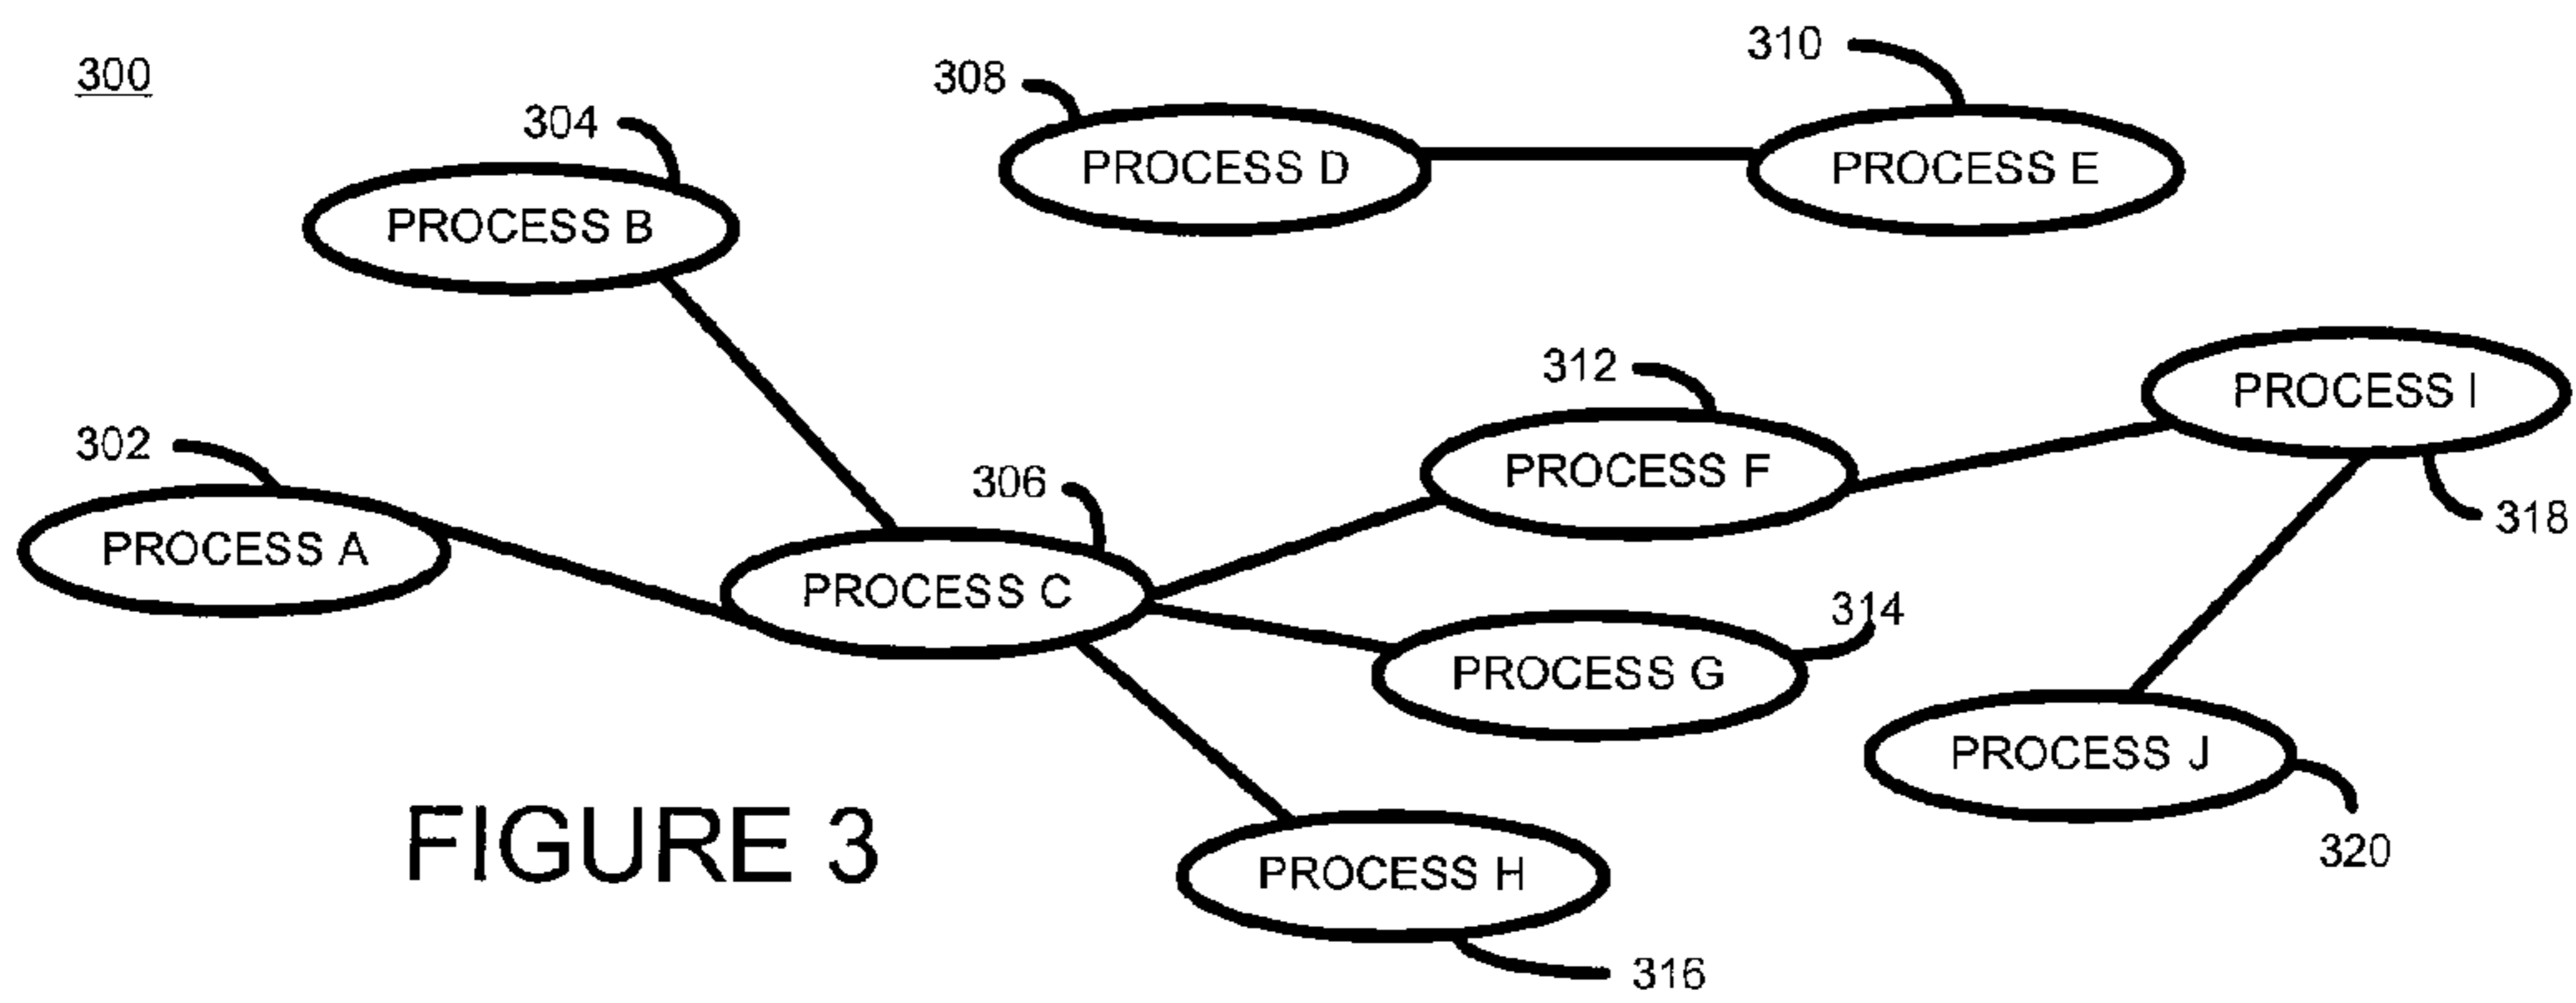 300
304
308
310
PROCESS B
PROCESS D
PROCESS E
302
306
312
PROCESS I
PROCESS A
PROCESS F
318
PROCESS C
314
PROCESS G
PROCESS J
FIGURE 3
PROCESS H
320
316